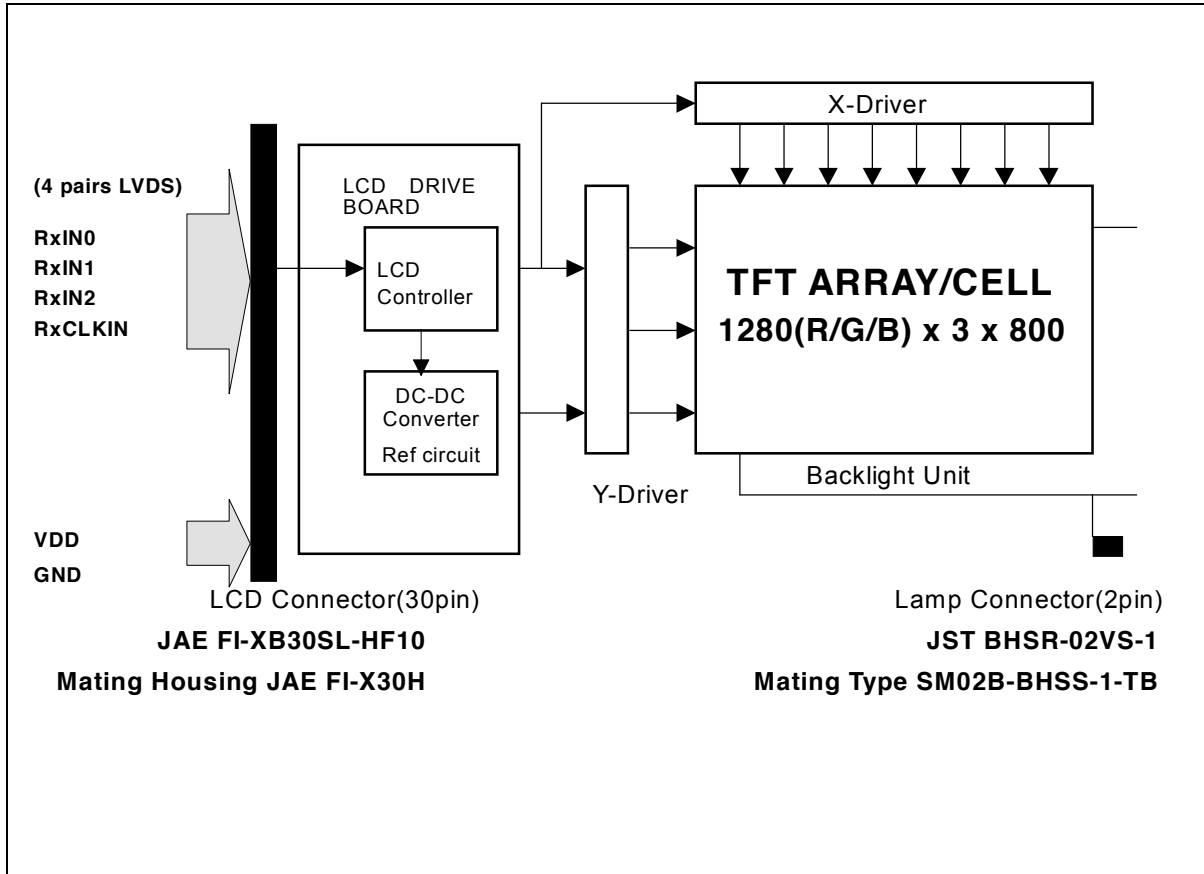 X-Driver
(4 pairs LVDS)
RxIN0
RxIN1
RxIN2
RxCLKIN
LCD DRIVE
BOARD
LCD
Controller
DC-DC
Converter
Ref circuit
TFT ARRAY/CELL
1280(R/G/B) x 3 x 800
Backlight Unit
Y-Driver
VDD
GND
LCD Connector(30pin)
JAE FI-XB30SL-HF10
Mating Housing JAE FI-X30H
Lamp Connector(2pin)
JST BHSR-02VS-1
Mating Type SM02B-BHSS-1-TB